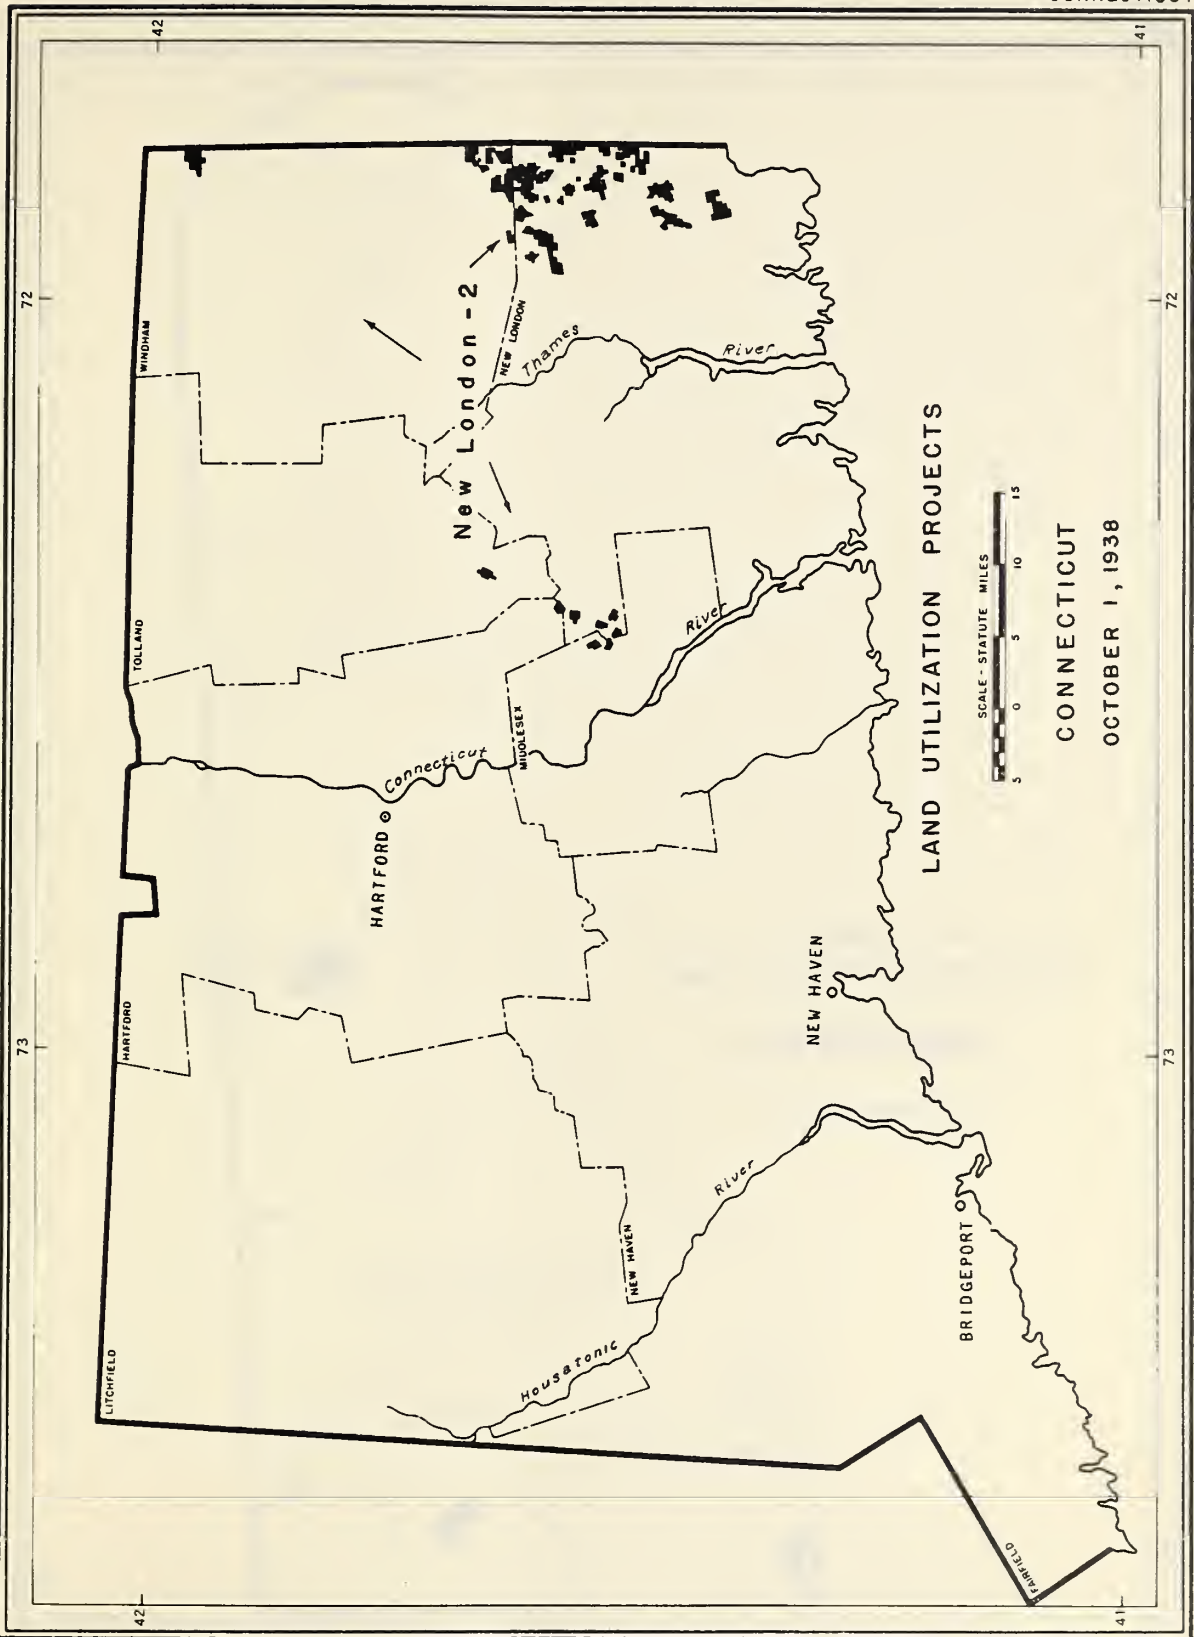 73
72
42
41
LITCHFIELD
HARTFORD
TOLLAND
WINDHAM
HARTFORD
Connecticut
MIDDLESEX
New London - 2
NEW LONDON
Thames
River
River
Housatonic
River
NEW HAVEN
NEW HAVEN
BRIDGEPORT
FAIRFIELD
LAND UTILIZATION PROJECTS
SCALE - STATUTE MILES
5 0 5 10 15
CONNECTICUT
OCTOBER 1, 1938
42
41
73
72